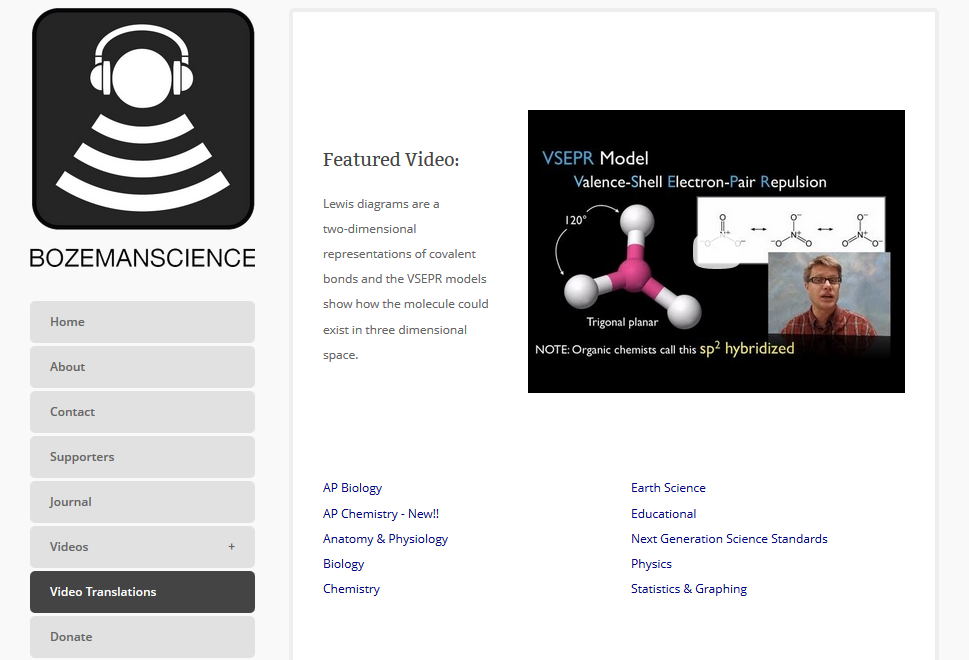 BOZEMANSCIENCE
Home
About
Contact
Supporters
Journal
Videos +
Video Translations
Donate
Featured Video:
Lewis diagrams are a
two-dimensional
representations of covalent
bonds and the VSEPR models
show how the molecule could
exist in three dimensional
space.
VSEPR Model
Valence-Shell Electron-Pair Repulsion
120°
Trigonal planar
NOTE: Organic chemists call this sp² hybridized
AP Biology
AP Chemistry - New!!
Anatomy & Physiology
Biology
Chemistry
Earth Science
Educational
Next Generation Science Standards
Physics
Statistics & Graphing